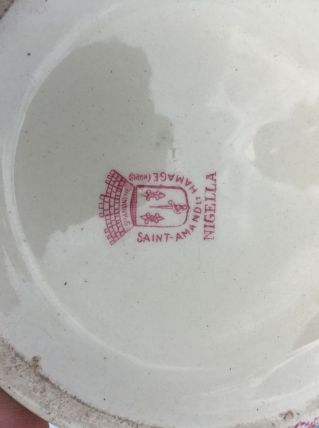 SAINT-AMAND ET HAMAGE (NORD)
NIGELLA